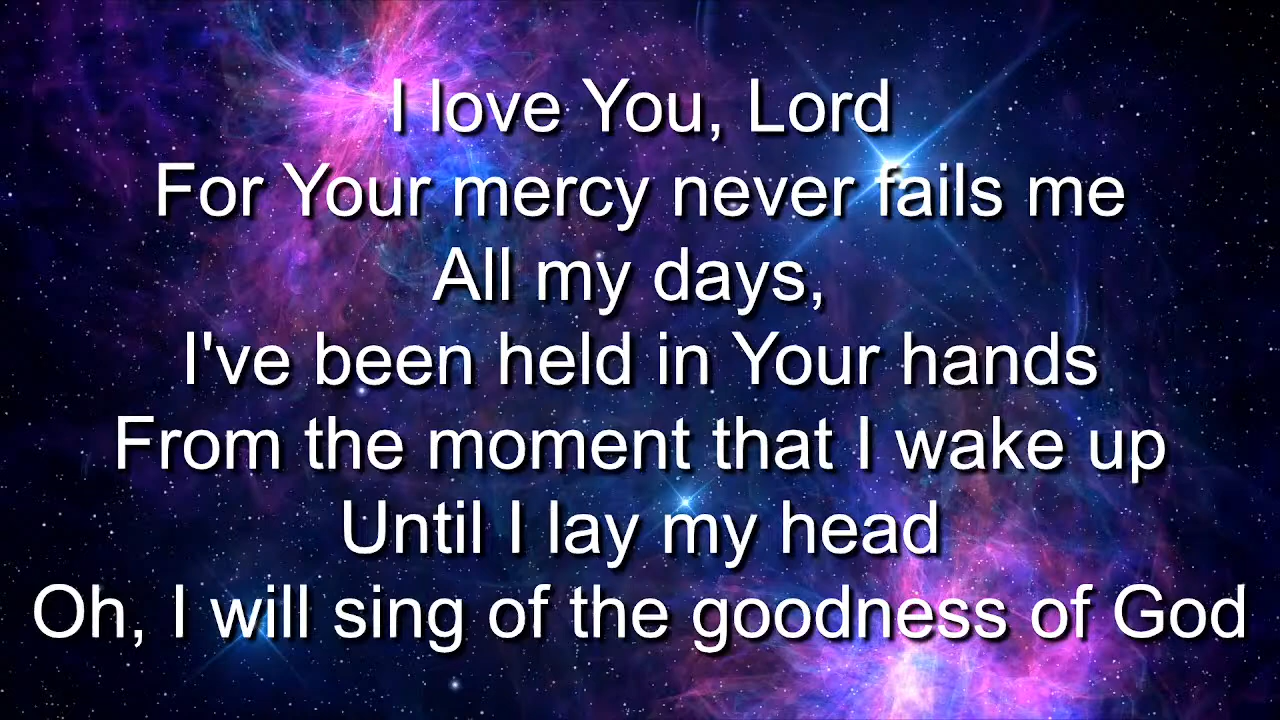 I love You, Lord
For Your mercy never fails me
All my days,
I've been held in Your hands
From the moment that I wake up
Until I lay my head
Oh, I will sing of the goodness of God